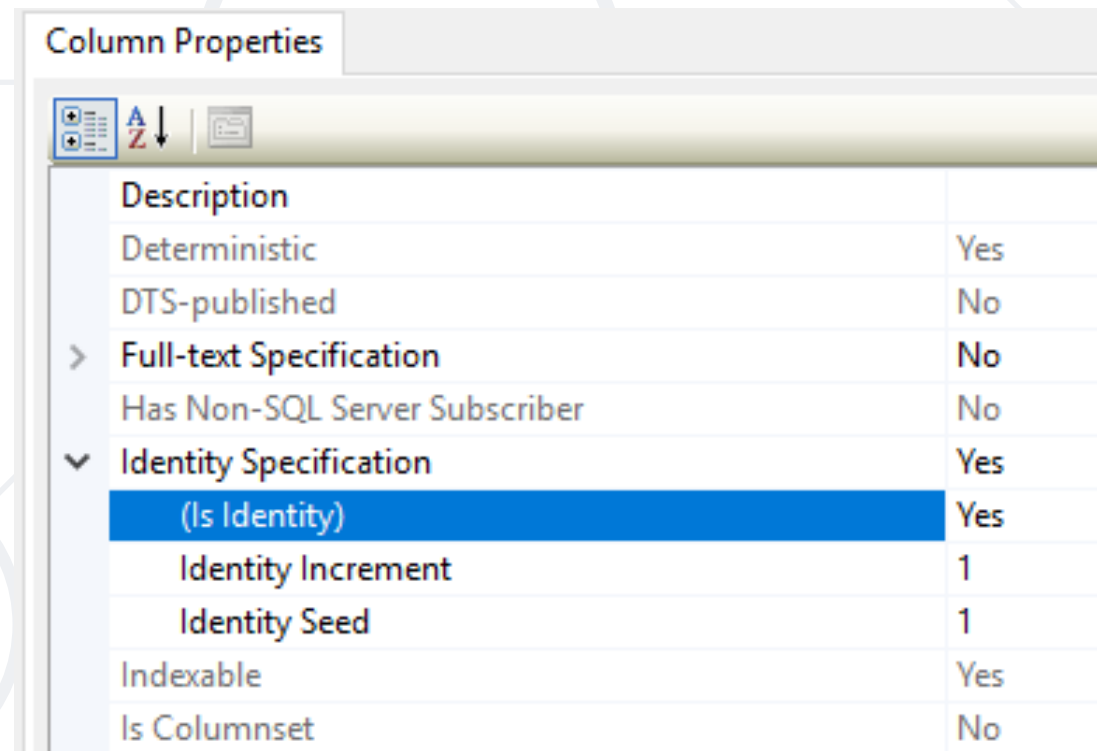 Column Properties
A
Z
Description
Deterministic Yes
DTS-published No
Full-text Specification No
Has Non-SQL Server Subscriber No
Identity Specification Yes
(Is Identity) Yes
Identity Increment 1
Identity Seed 1
Indexable Yes
Is Columnset No